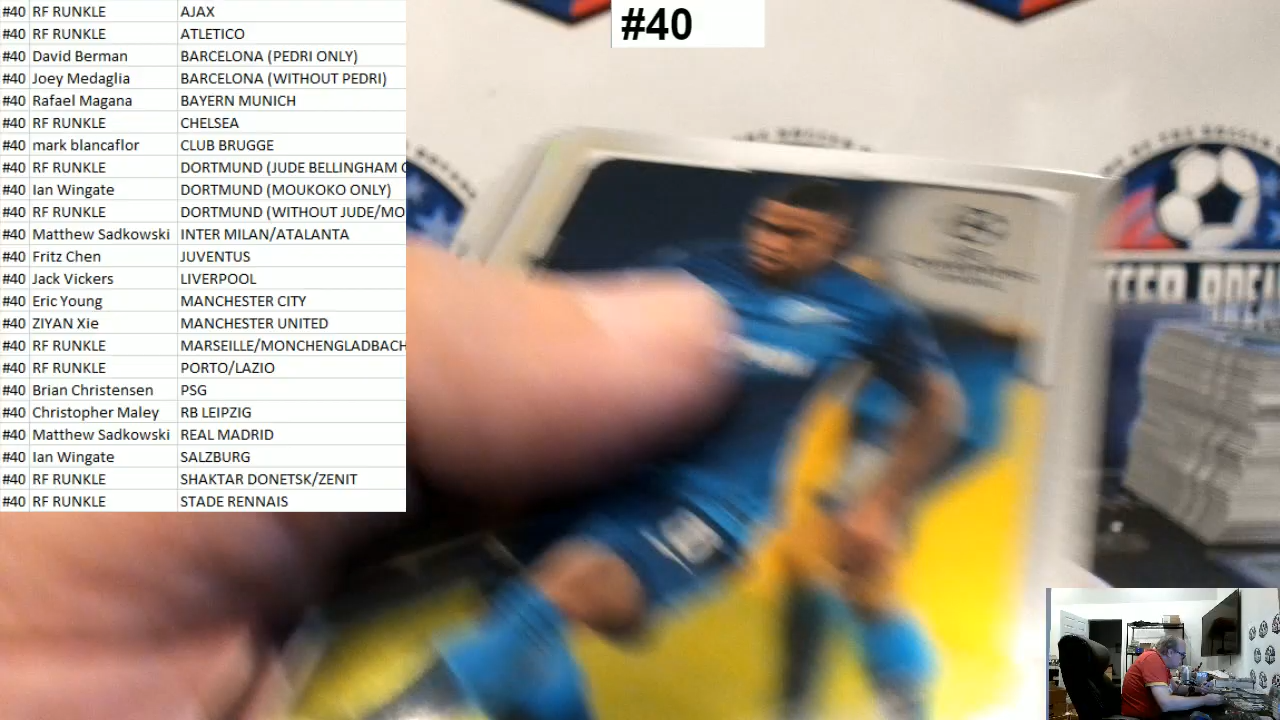 #40 RF RUNKLE AJAX
#40 RF RUNKLE ATLETICO
#40 David Berman BARCELONA (PEDRI ONLY)
#40 Joey Medaglia BARCELONA (WITHOUT PEDRI)
#40 Rafael Magana BAYERN MUNICH
#40 RF RUNKLE CHELSEA
#40 mark blancaflor CLUB BRUGGE
#40 RF RUNKLE DORTMUND (JUDE BELLINGHAM
#40 Ian Wingate DORTMUND (MOUKOKO ONLY)
#40 RF RUNKLE DORTMUND (WITHOUT JUDE/MO
#40 Matthew Sadkowski INTER MILAN/ATALANTA
#40 Fritz Chen JUVENTUS
#40 Jack Vickers LIVERPOOL
#40 Eric Young MANCHESTER CITY
#40 ZIYAN Xie MANCHESTER UNITED
#40 RF RUNKLE MARSEILLE/MONCHENGLADBACH
#40 RF RUNKLE PORTO/LAZIO
#40 Brian Christensen PSG
#40 Christopher Maley RB LEIPZIG
#40 Matthew Sadkowski REAL MADRID
#40 Ian Wingate SALZBURG
#40 RF RUNKLE SHAKTAR DONETSK/ZENIT
#40 RF RUNKLE STADE RENNAIS
#40